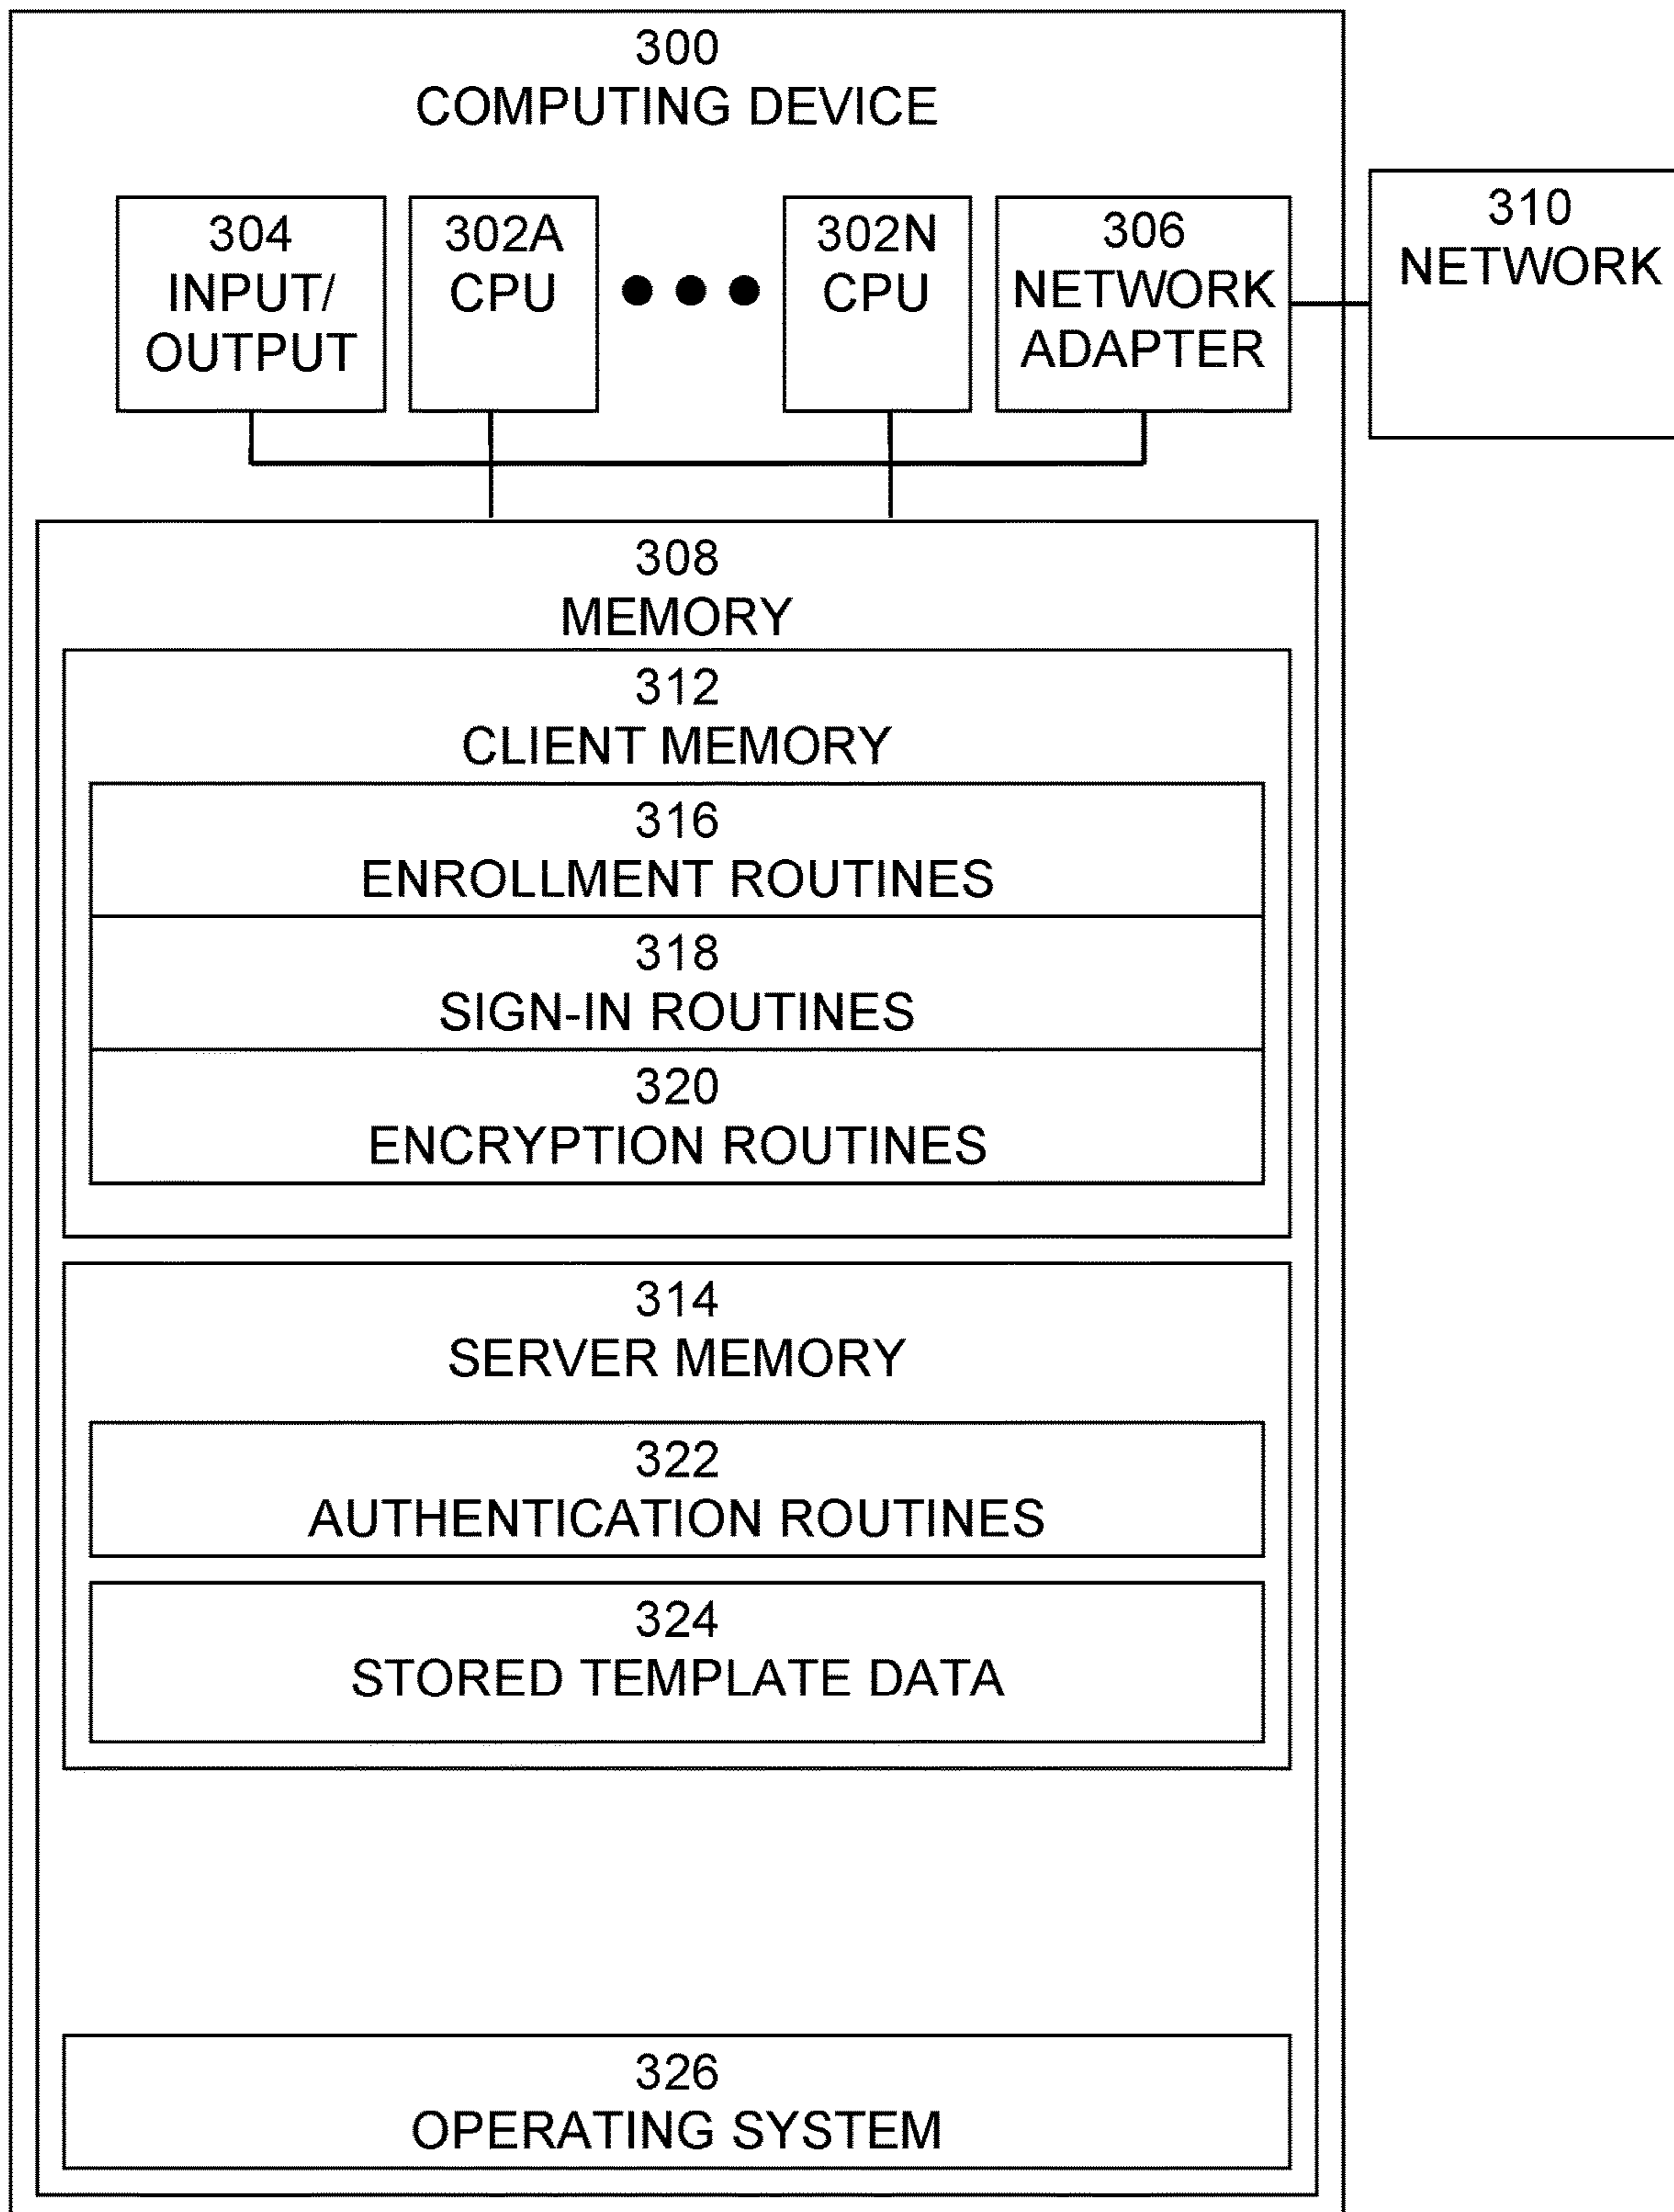 300
COMPUTING DEVICE
304
INPUT/
OUTPUT
302A
CPU
302N
CPU
306
NETWORK
ADAPTER
310
NETWORK
308
MEMORY
312
CLIENT MEMORY
316
ENROLLMENT ROUTINES
318
SIGN-IN ROUTINES
320
ENCRYPTION ROUTINES
314
SERVER MEMORY
322
AUTHENTICATION ROUTINES
324
STORED TEMPLATE DATA
326
OPERATING SYSTEM